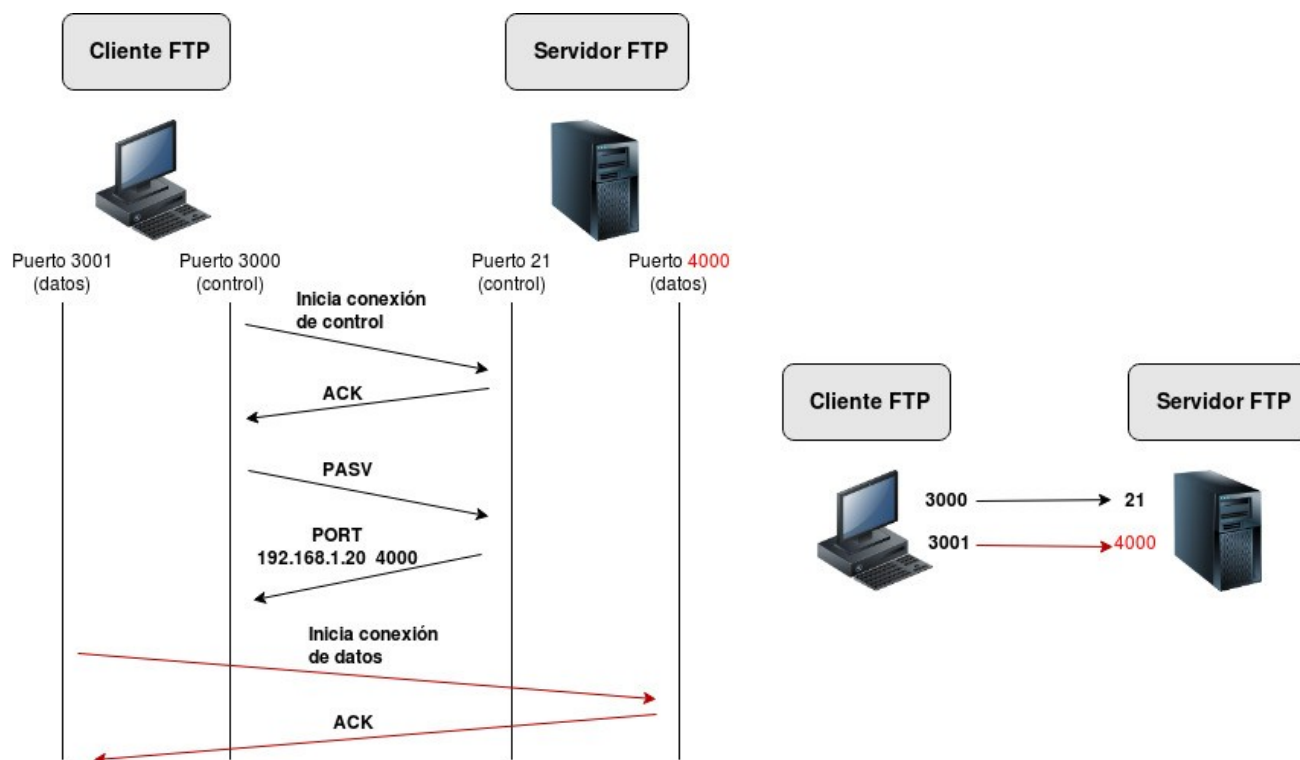 Cliente FTP
Servidor FTP
Puerto 3001
(datos)
Puerto 3000
(control)
Puerto 21
(control)
Puerto 4000
(datos)
Inicia conexión
de control
ACK
PASV
PORT
192.168.1.20 4000
Inicia conexión
de datos
ACK
Cliente FTP
Servidor FTP
3000
21
3001
4000